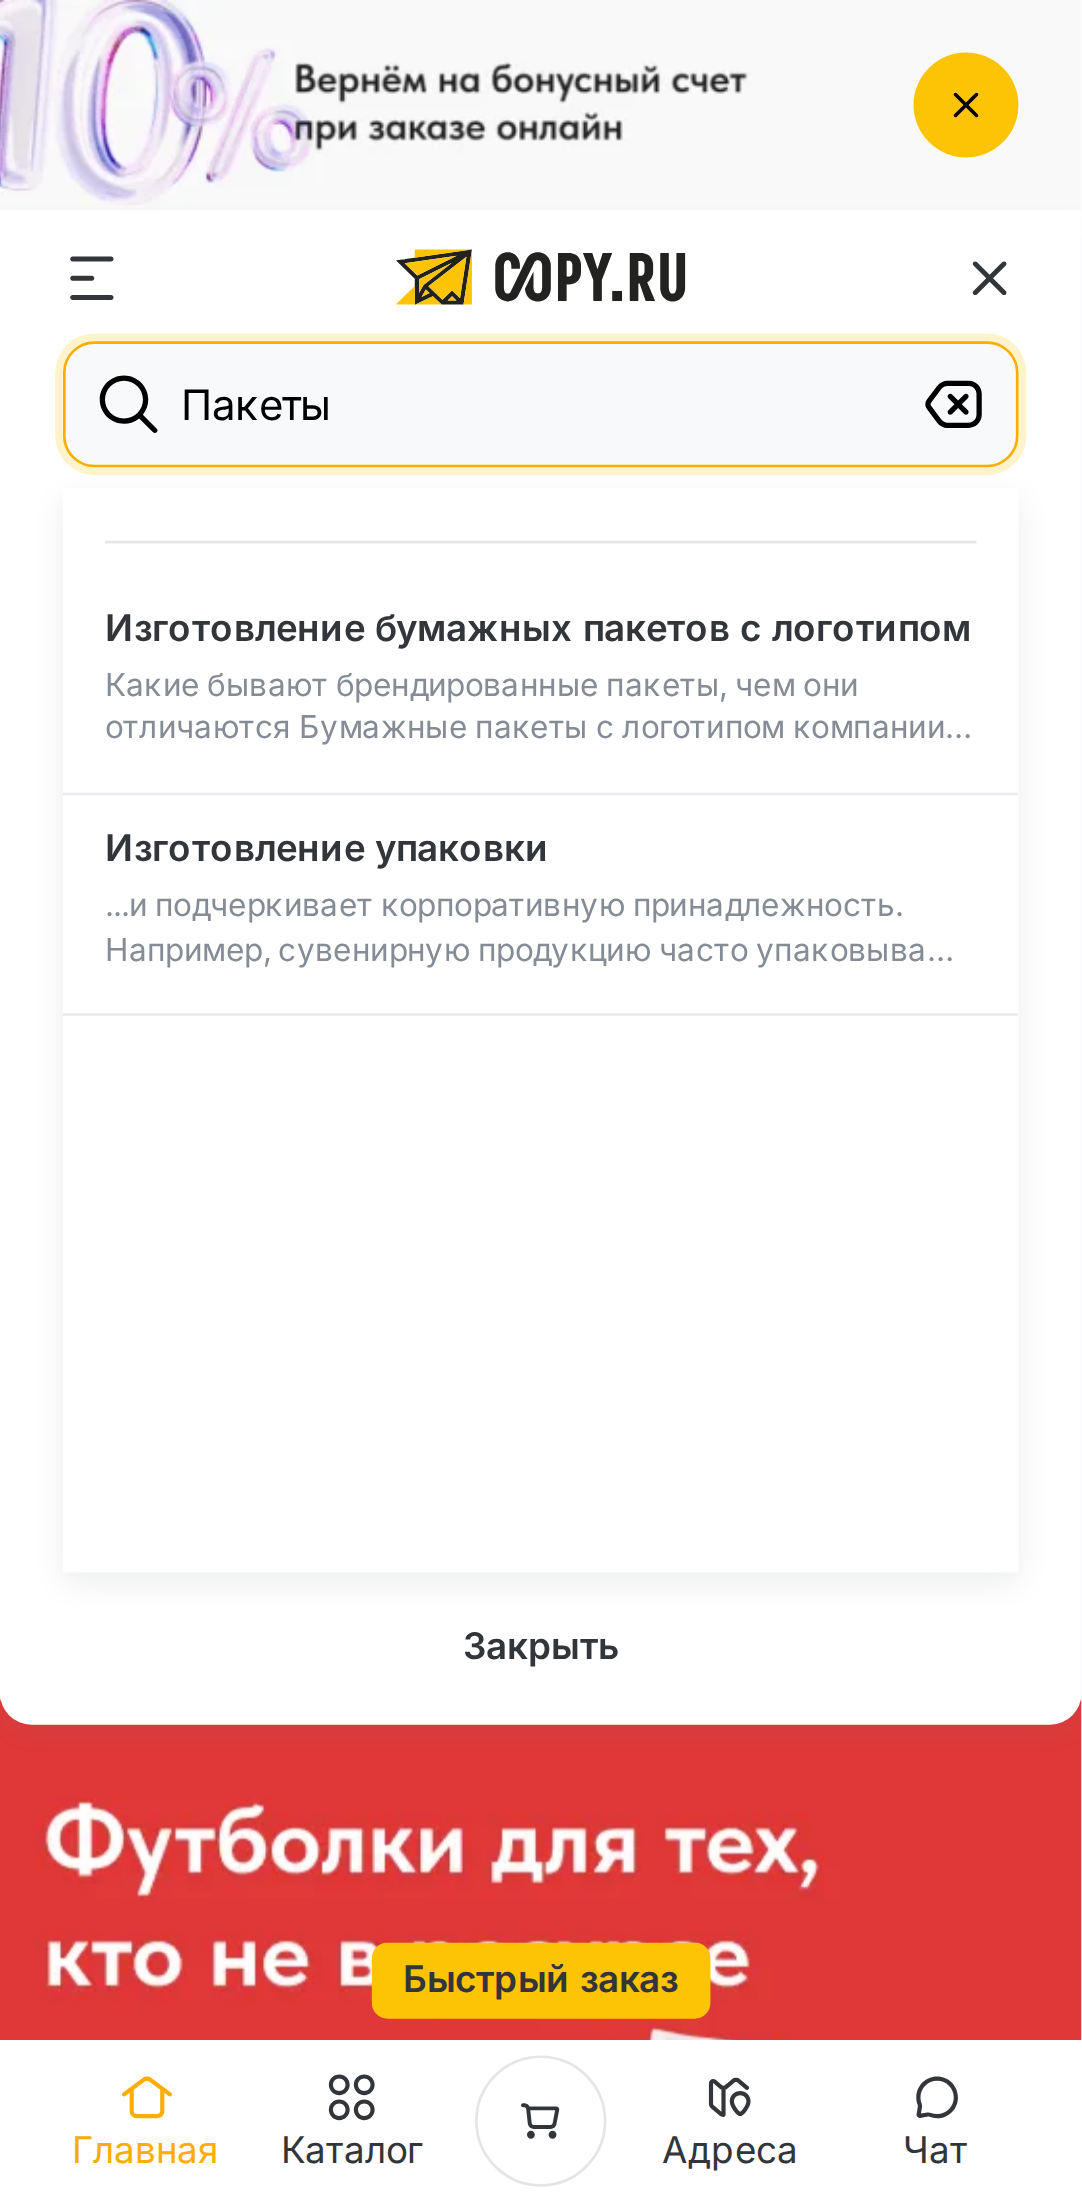 10%
Вернём на бонусный счет
при заказе онлайн
COPY.RU
Пакеты
Изготовление бумажных пакетов с логотипом
Какие бывают брендированные пакеты, чем они
отличаются Бумажные пакеты с логотипом компании...
Изготовление упаковки
...и подчеркивает корпоративную принадлежность.
Например, сувенирную продукцию часто упаковыва...
Закрыть
Футболки для тех,
кто не в
Быстрый заказ
Главная
Каталог
Адреса
Чат